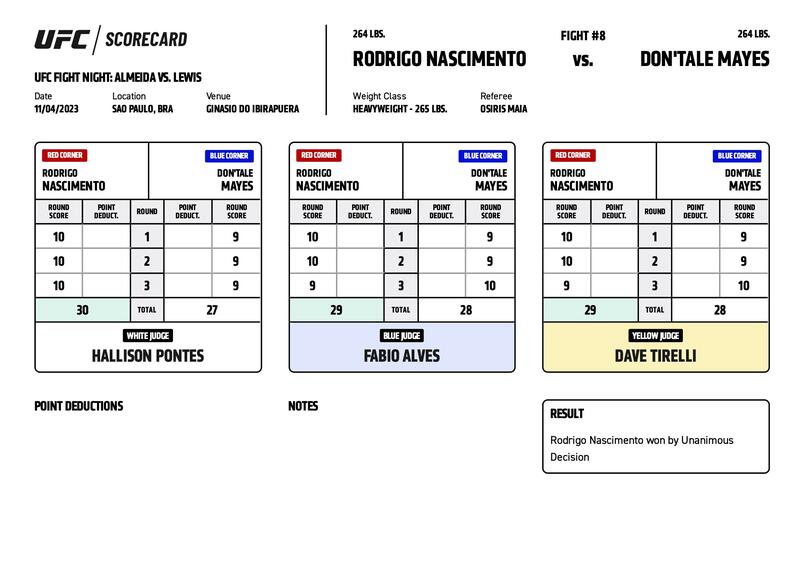 UFC / SCORECARD
UFC FIGHT NIGHT: ALMEIDA VS. LEWIS
Date Location Venue
11/04/2023 SAO PAULO, BRA GINASIO DO IBIRAPUERA
264 LBS. FIGHT #8 264 LBS.
RODRIGO NASCIMENTO vs. DON'TALE MAYES
Weight Class Referee
HEAVYWEIGHT - 265 LBS. OSIRIS MAIA
RED CORNER BLUE CORNER
RODRIGO DON'TALE
NASCIMENTO MAYES
ROUND POINT ROUND POINT ROUND
SCORE DEDUCT. DEDUCT. SCORE
10 1 9
10 2 9
10 3 9
30 TOTAL 27
WHITE JUDGE
HALLISON PONTES
RED CORNER BLUE CORNER
RODRIGO DON'TALE
NASCIMENTO MAYES
ROUND POINT ROUND POINT ROUND
SCORE DEDUCT. DEDUCT. SCORE
10 1 9
10 2 9
9 3 10
29 TOTAL 28
BLUE JUDGE
FABIO ALVES
RED CORNER BLUE CORNER
RODRIGO DON'TALE
NASCIMENTO MAYES
ROUND POINT ROUND POINT ROUND
SCORE DEDUCT. DEDUCT. SCORE
10 1 9
10 2 9
9 3 10
29 TOTAL 28
YELLOW JUDGE
DAVE TIRELLI
POINT DEDUCTIONS
NOTES
RESULT
Rodrigo Nascimento won by Unanimous
Decision